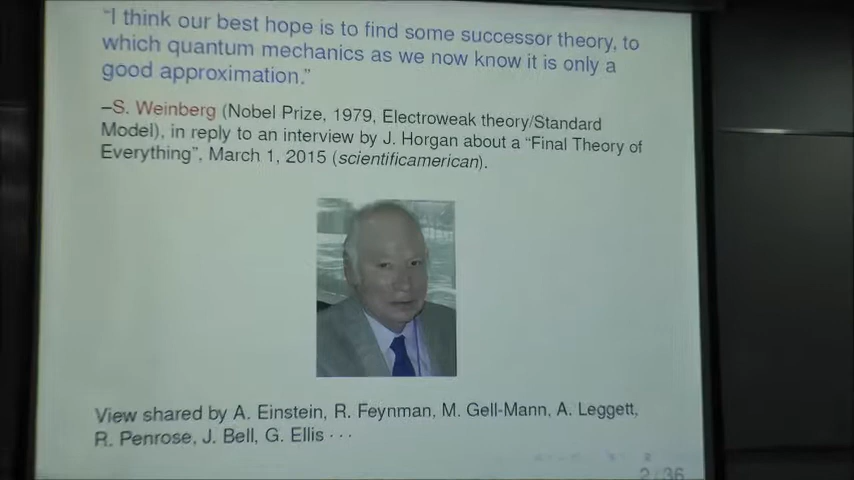 "I think our best hope is to find some successor theory, to
which quantum mechanics as we now know it is only a
good approximation."
–S. Weinberg (Nobel Prize, 1979, Electroweak theory/Standard
Model), in reply to an interview by J. Horgan about a "Final Theory of
Everything", March 1, 2015 (scientificamerican).
View shared by A. Einstein, R. Feynman, M. Gell-Mann, A. Leggett,
R. Penrose, J. Bell, G. Ellis · · ·
2 / 36